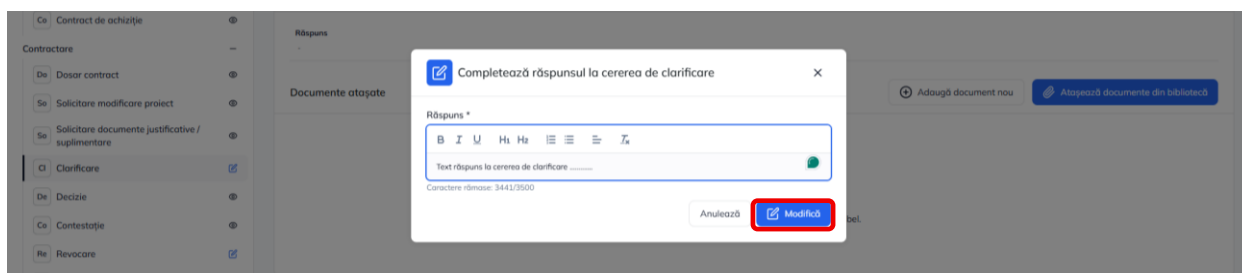 Co Contract de achiziție
Contractare
Do Dosar contract
So Solicitare modificare proiect
So Solicitare documente justificative / suplimentare
Cl Clarificare
De Decizie
Co Contestație
Re Revocare
Răspuns
-
Documente atașate
Adaugă document nou
Atașează documente din bibliotecă
Completează răspunsul la cererea de clarificare
Răspuns *
B I U H1 H2
Text răspuns la cererea de clarificare ...........
Caractere rămase: 3441/3500
Anulează
Modifică
bel.